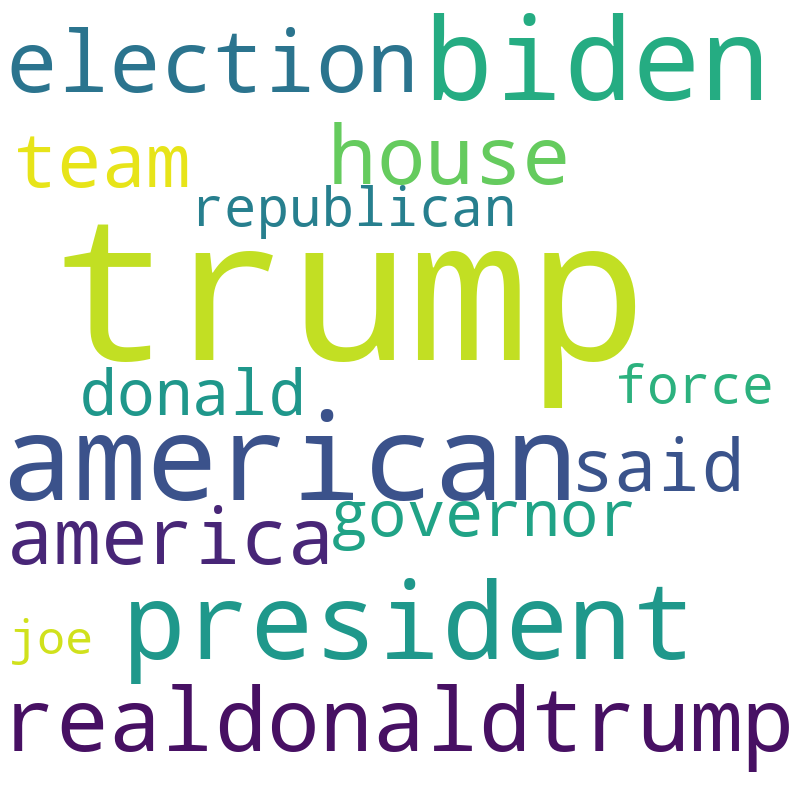 election biden
team house
republican
trump
donald force
american said
america governor
president
joe
realdonaldtrump